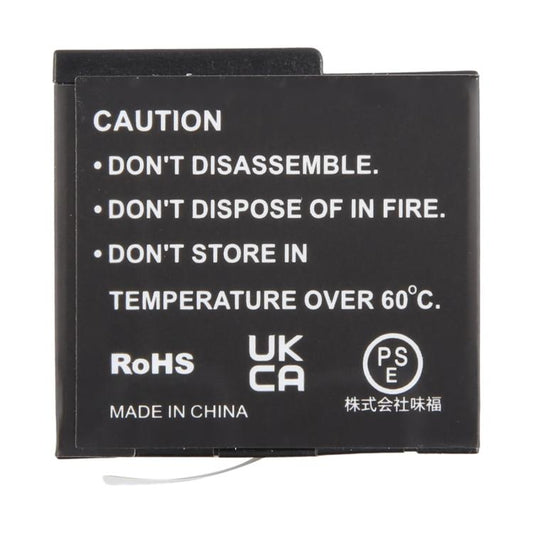 CAUTION
• DON'T DISASSEMBLE.
• DON'T DISPOSE OF IN FIRE.
• DON'T STORE IN
TEMPERATURE OVER 60°C.
RoHS
UK
CA
PS
E
MADE IN CHINA
株式会社味福